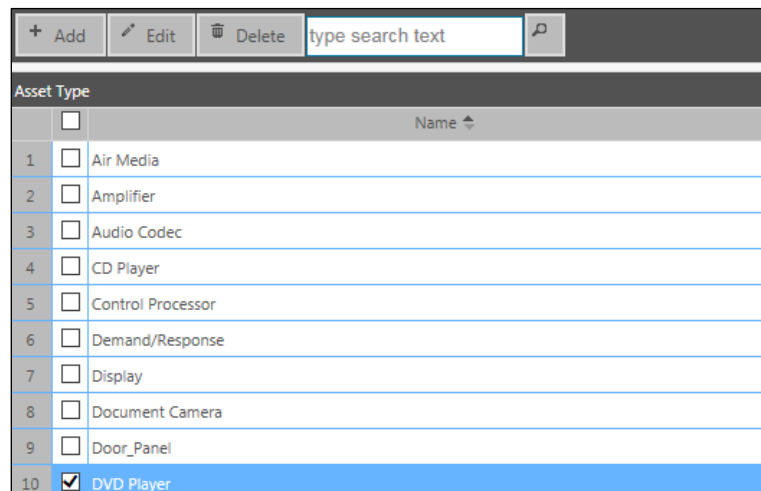 + Add Edit Delete type search text
Asset Type
Name
1 Air Media
2 Amplifier
3 Audio Codec
4 CD Player
5 Control Processor
6 Demand/Response
7 Display
8 Document Camera
9 Door_Panel
10 DVD Player